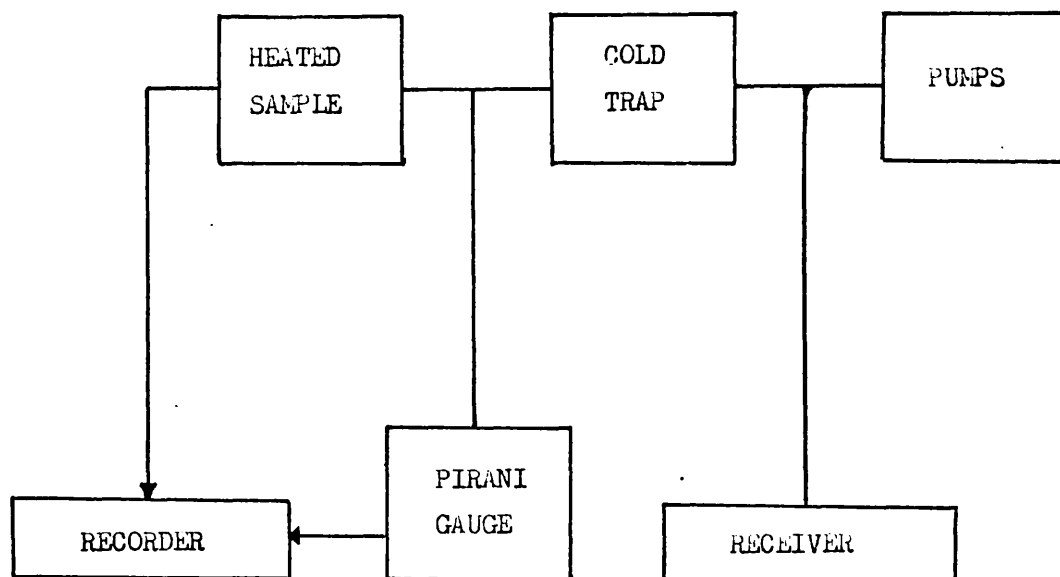 HEATED
SAMPLE
COLD
TRAP
PUMPS
PIRANI
GAUGE
RECORDER
RECEIVER